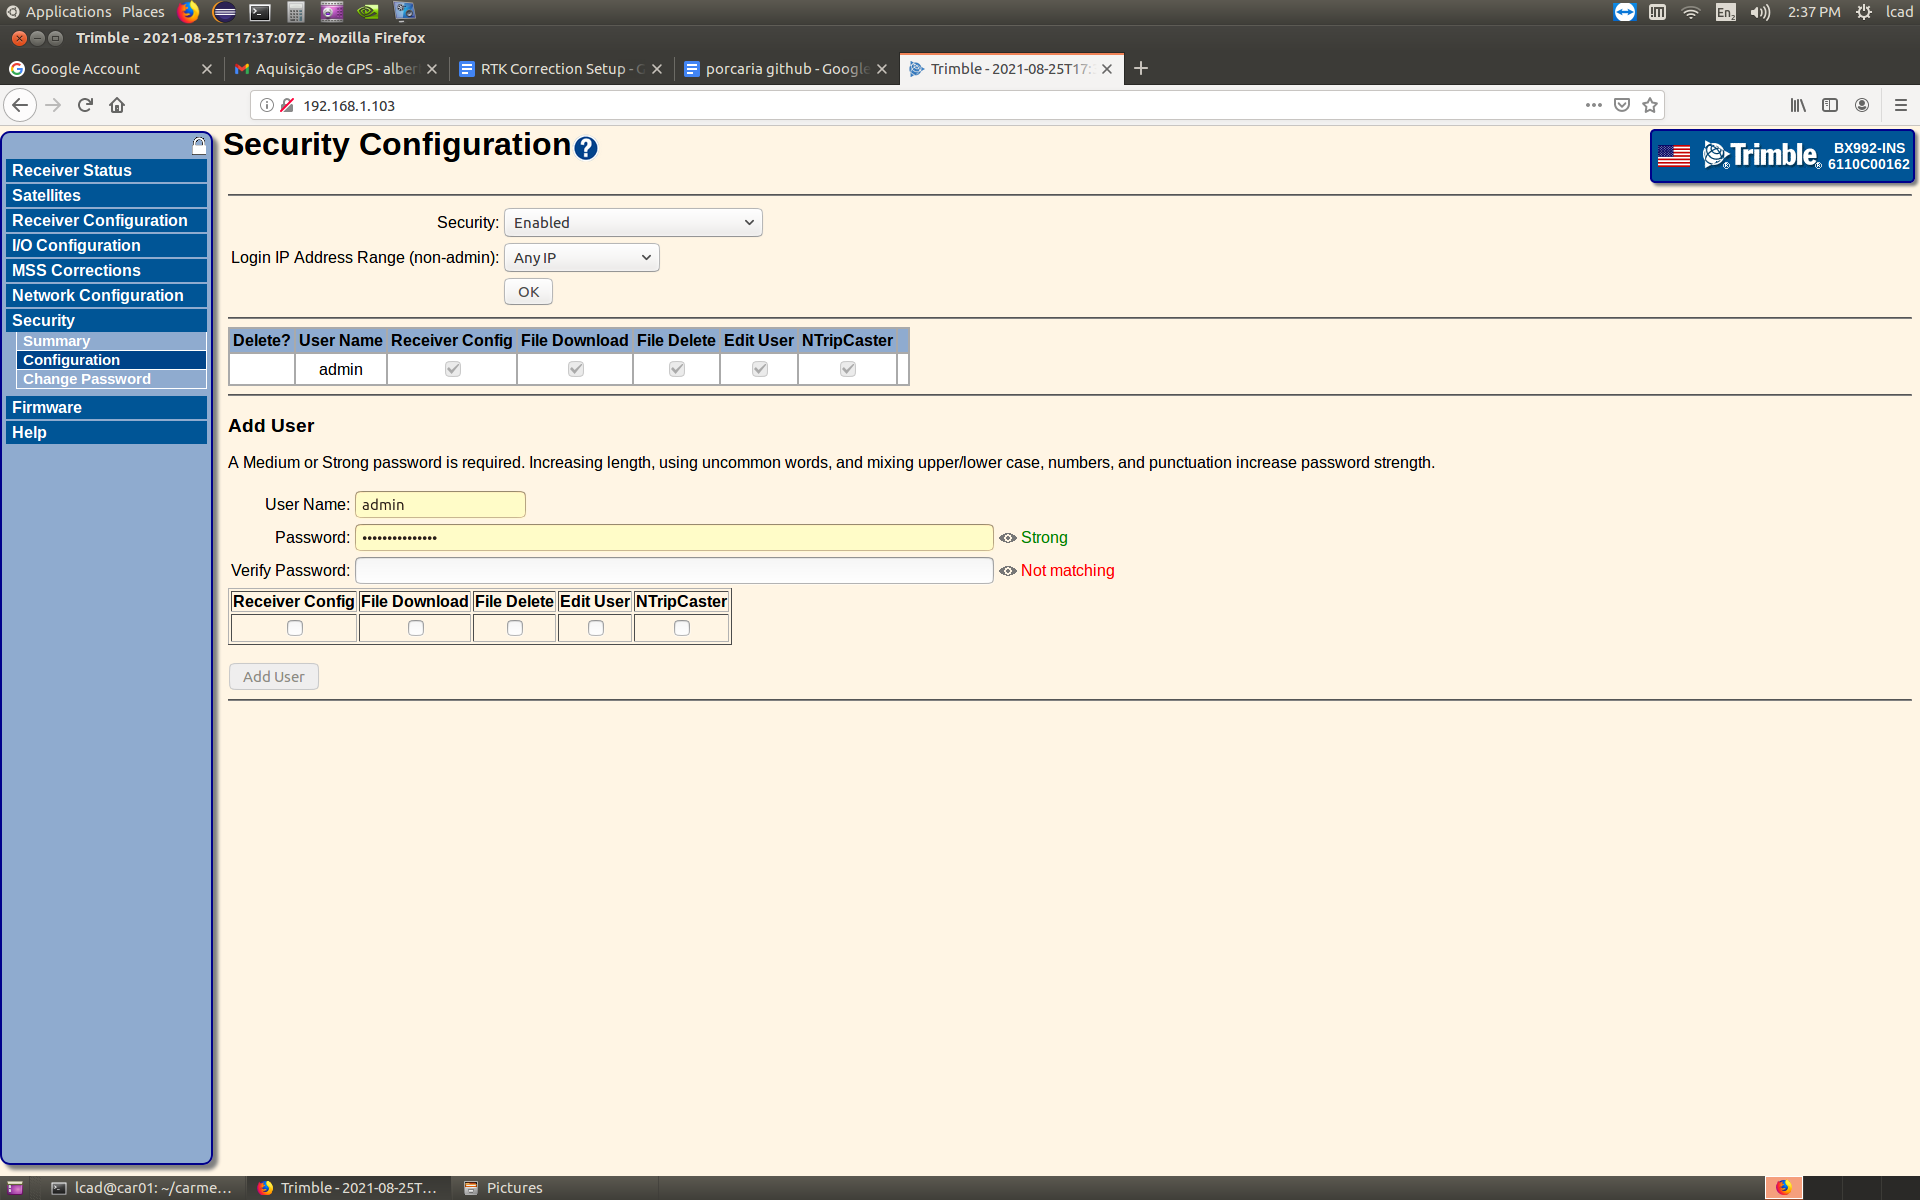 Applications Places En2 2:37 PM lcad
Trimble - 2021-08-25T17:37:07Z - Mozilla Firefox
Google Account Aquisição de GPS - alber RTK Correction Setup - porcaria github - Google Trimble - 2021-08-25T17:
192.168.1.103
Security Configuration ?
Trimble BX992-INS
6110C00162
Receiver Status
Satellites
Receiver Configuration
I/O Configuration
MSS Corrections
Network Configuration
Security
Summary
Configuration
Change Password
Firmware
Help
Security: Enabled
Login IP Address Range (non-admin): Any IP
OK
Delete? User Name Receiver Config File Download File Delete Edit User NTripCaster
admin
Add User
A Medium or Strong password is required. Increasing length, using uncommon words, and mixing upper/lower case, numbers, and punctuation increase password strength.
User Name: admin
Password: ••••••••••••••• Strong
Verify Password: Not matching
Receiver Config File Download File Delete Edit User NTripCaster
Add User
lcad@car01: ~/carme... Trimble - 2021-08-25T... Pictures